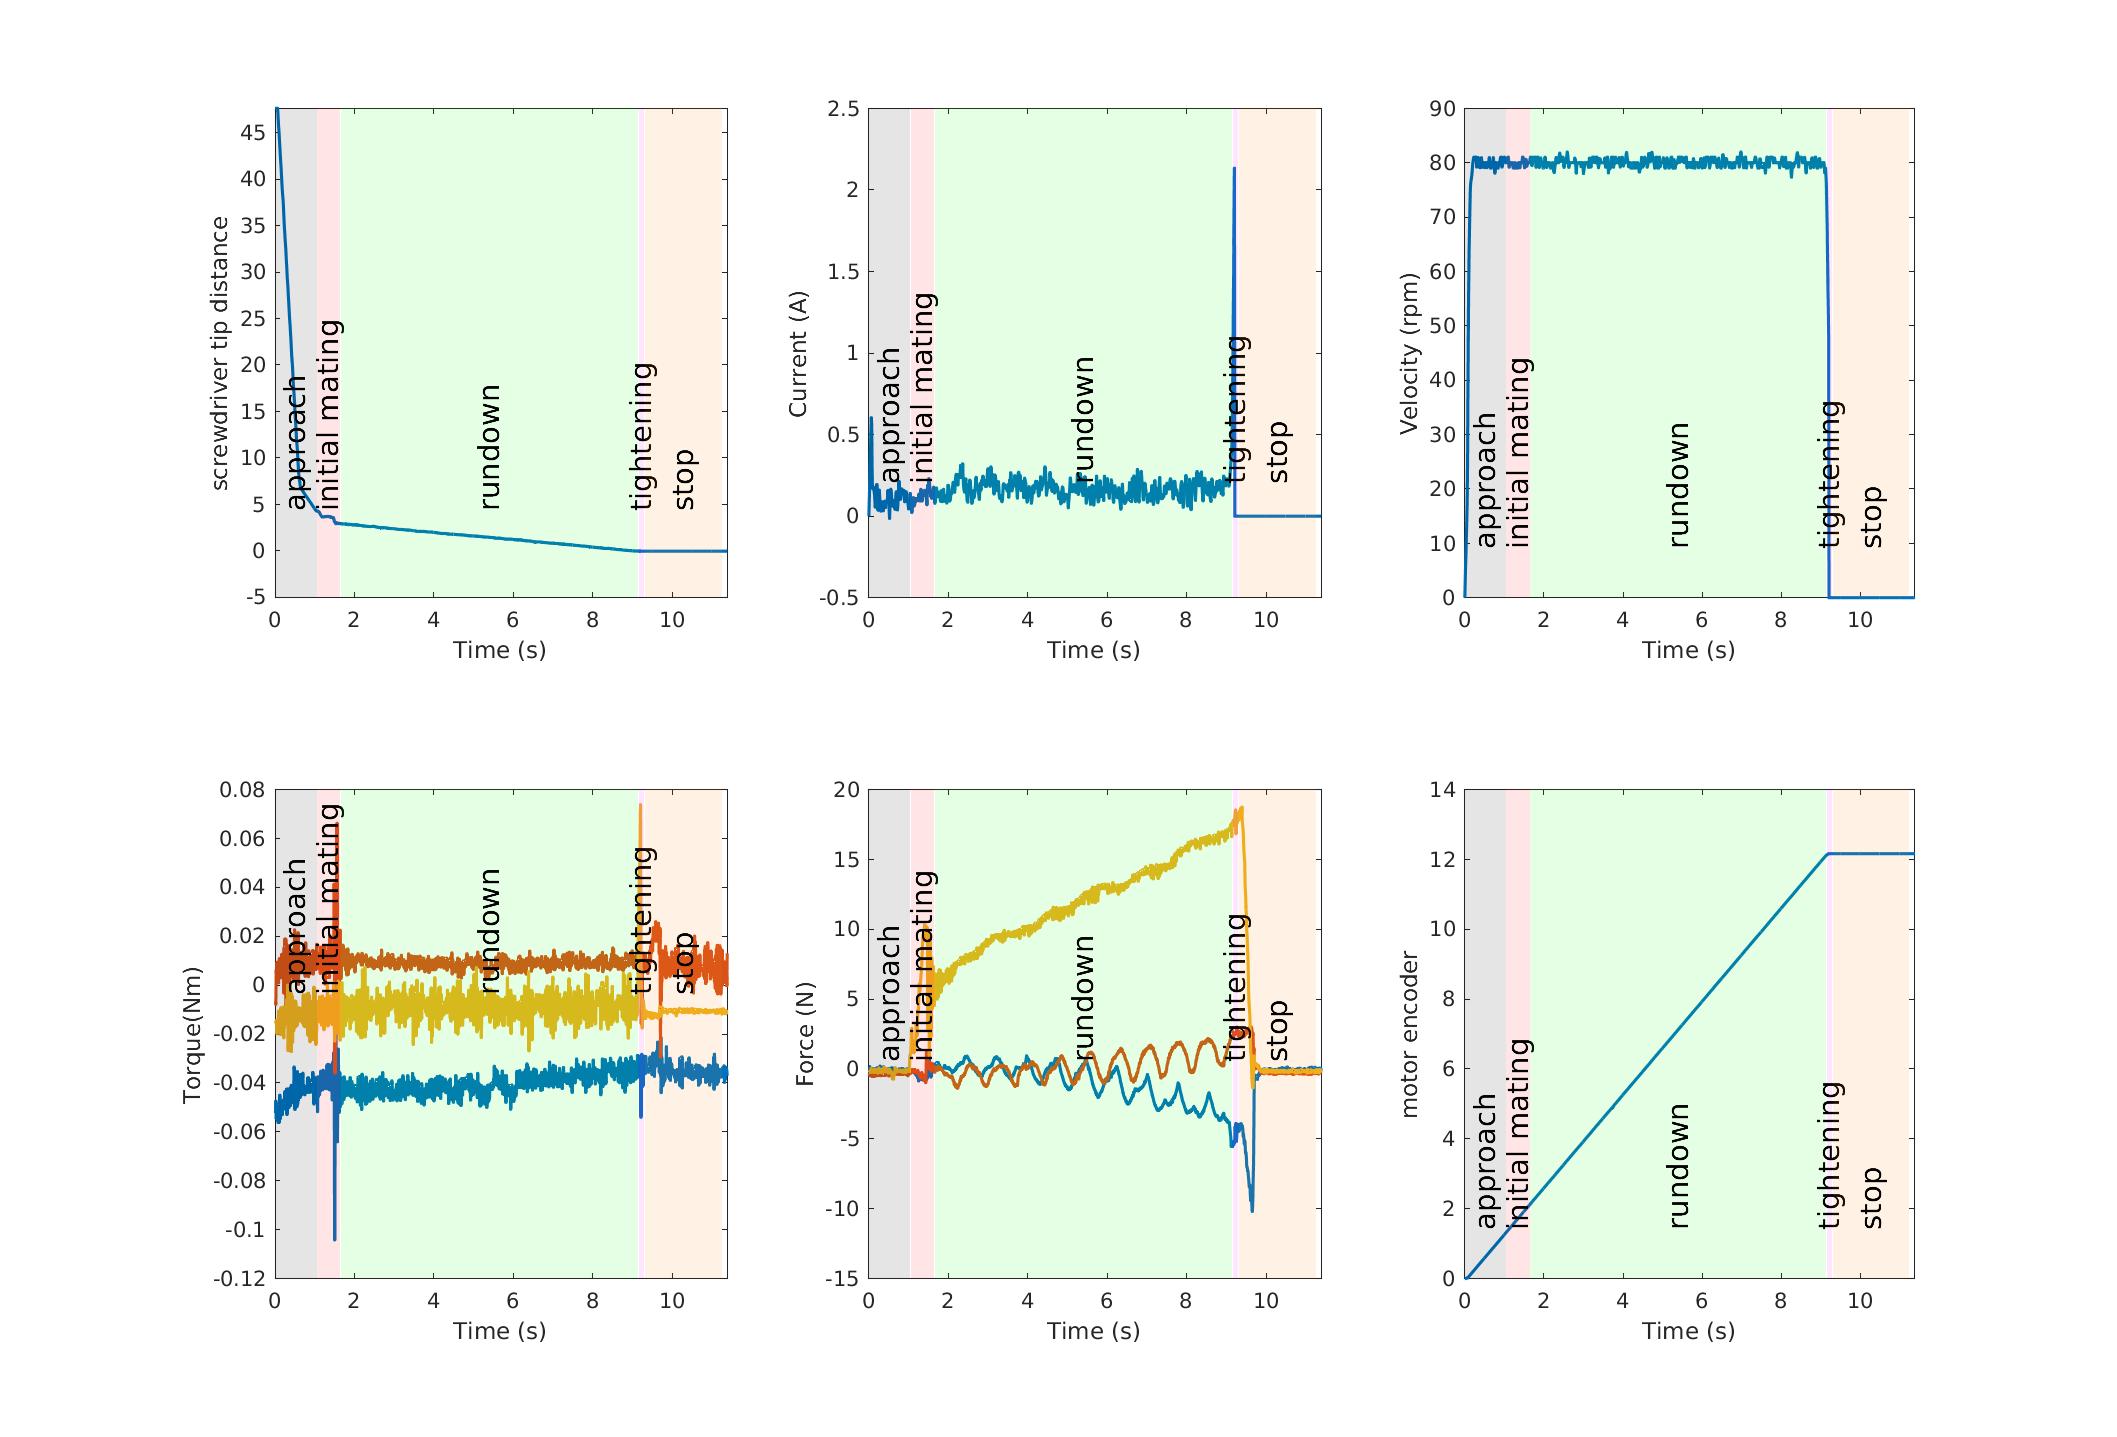 45
40
35
30
25
20
15
10
5
0
-5
screwdriver tip distance
approach
initial mating
rundown
tightening
stop
0 2 4 6 8 10
Time (s)
2.5
2
1.5
1
0.5
0
-0.5
Current (A)
approach
initial mating
rundown
tightening
stop
0 2 4 6 8 10
Time (s)
90
80
70
60
50
40
30
20
10
0
Velocity (rpm)
approach
initial mating
rundown
tightening
stop
0 2 4 6 8 10
Time (s)
0.08
0.06
0.04
0.02
0
-0.02
-0.04
-0.06
-0.08
-0.1
-0.12
Torque(Nm)
approach
initial mating
rundown
tightening
stop
0 2 4 6 8 10
Time (s)
20
15
10
5
0
-5
-10
-15
Force (N)
approach
initial mating
rundown
tightening
stop
0 2 4 6 8 10
Time (s)
14
12
10
8
6
4
2
0
motor encoder
approach
initial mating
rundown
tightening
stop
0 2 4 6 8 10
Time (s)